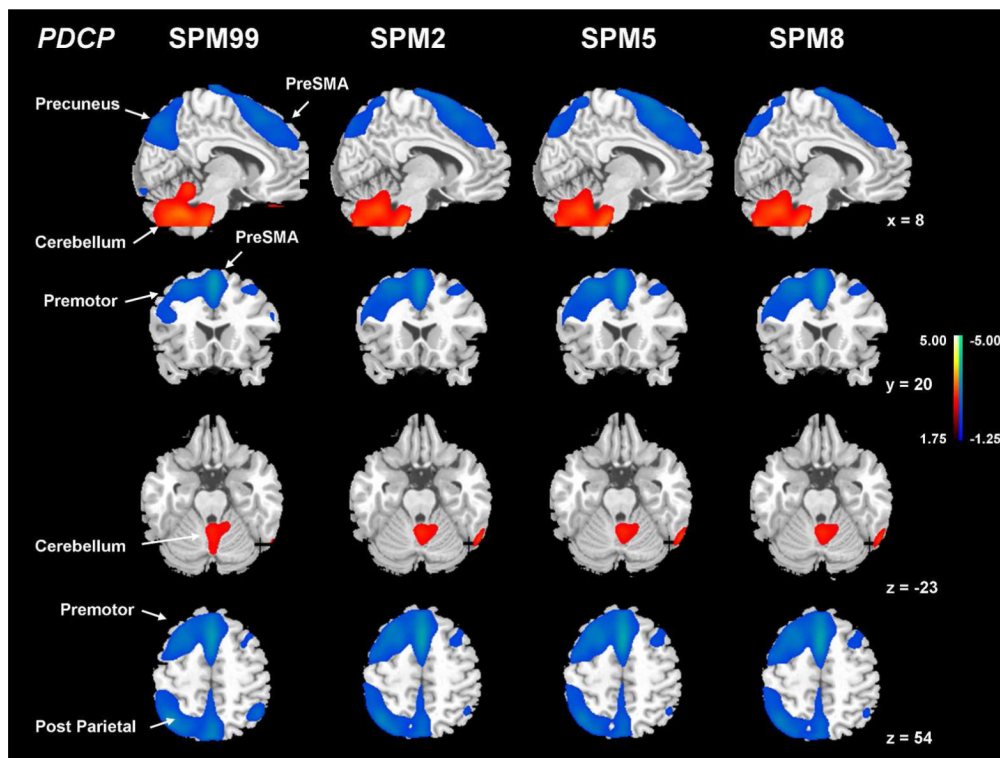 PDCP SPM99 SPM2 SPM5 SPM8
PreSMA
Precuneus
x = 8
Cerebellum
PreSMA
Premotor
5.00 -5.00
y = 20
1.75 -1.25
Cerebellum
z = -23
Premotor
Post Parietal
z = 54